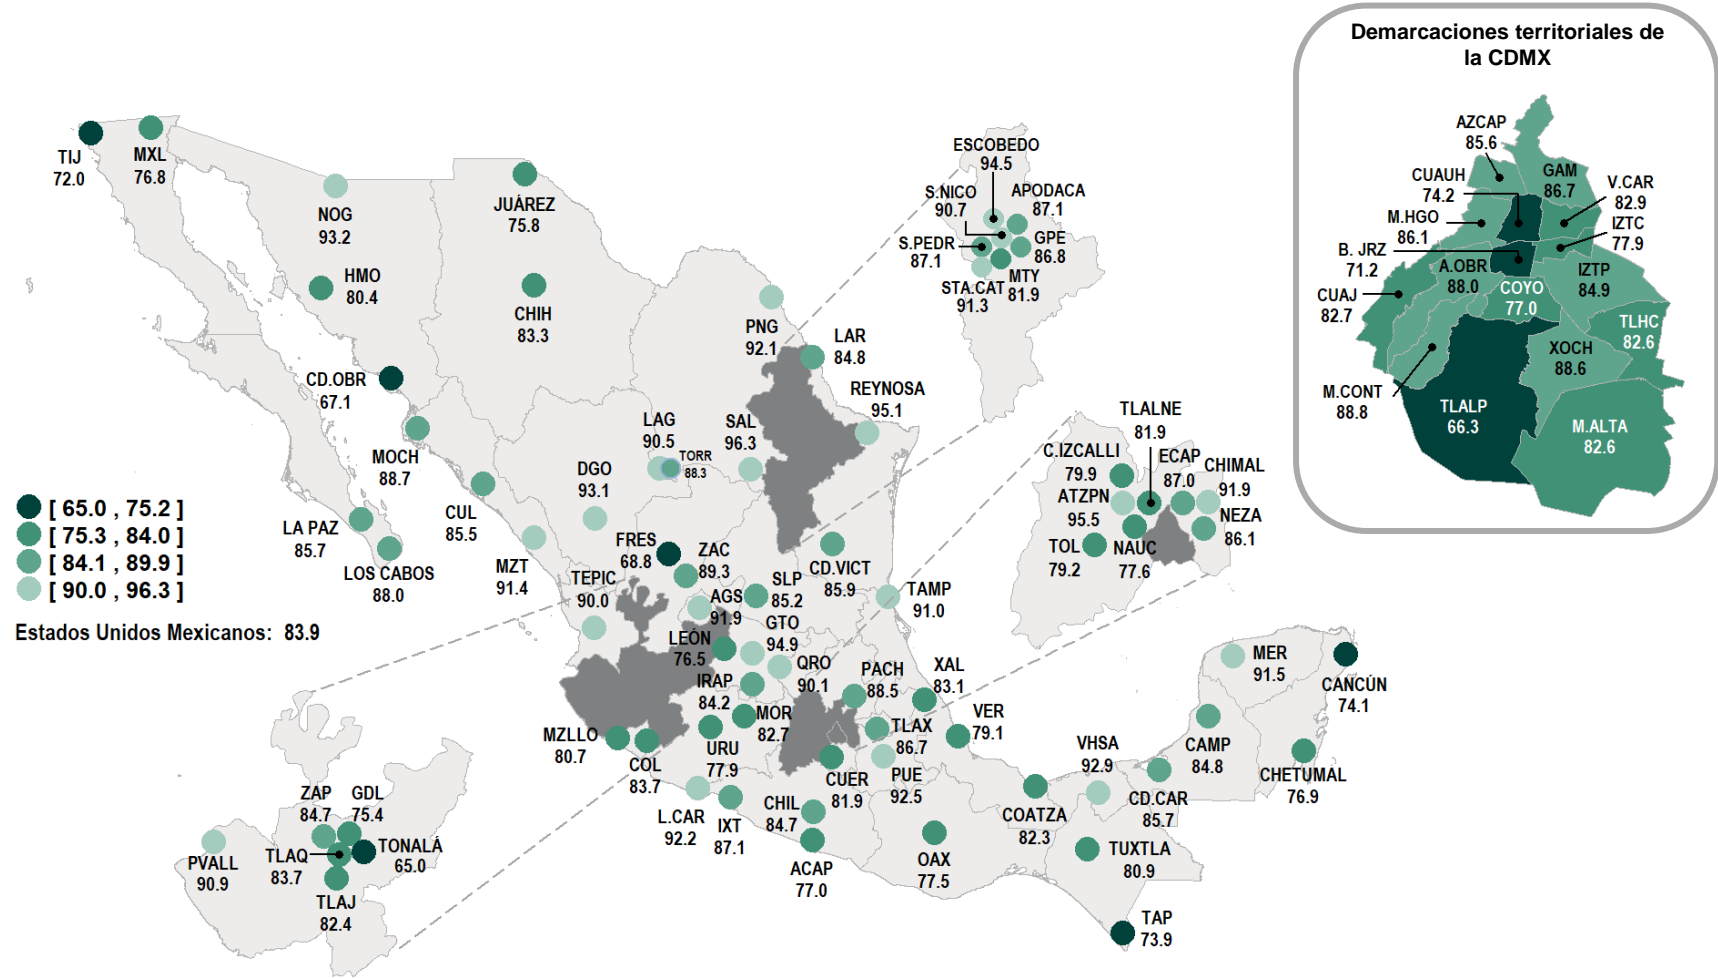 Demarcaciones territoriales de
la CDMX
AZCAP
85.6
CUAUH
74.2
GAM
86.7
V.CAR
82.9
M.HGO
86.1
IZTC
77.9
B. JRZ
71.2
A.OBR
88.0
IZTP
84.9
CUAJ
82.7
COYO
77.0
TLHC
82.6
XOCH
88.6
M.CONT
88.8
TLALP
66.3
M.ALTA
82.6
TIJ
72.0
MXL
76.8
NOG
93.2
HMO
80.4
JUÁREZ
75.8
CHIH
83.3
CD.OBR
67.1
MOCH
88.7
CUL
85.5
LA PAZ
85.7
LOS CABOS
88.0
MZT
91.4
DGO
93.1
LAG
90.5
TORR
88.3
SAL
96.3
PNG
92.1
LAR
84.8
REYNOSA
95.1
ESCOBEDO
94.5
S.NICO
90.7
APODACA
87.1
S.PEDR
87.1
GPE
86.8
STA.CAT
91.3
MTY
81.9
TLALNE
81.9
C.IZCALLI
79.9
ECAP
87.0
CHIMAL
91.9
ATZPN
95.5
NEZA
86.1
TOL
79.2
NAUC
77.6
[ 65.0 , 75.2 ]
[ 75.3 , 84.0 ]
[ 84.1 , 89.9 ]
[ 90.0 , 96.3 ]
Estados Unidos Mexicanos: 83.9
FRES
68.8
ZAC
89.3
TEPIC
90.0
AGS
91.9
SLP
85.2
CD.VICT
85.9
TAMP
91.0
GTO
94.9
LEÓN
76.5
IRAP
84.2
QRO
90.1
PACH
88.5
XAL
83.1
MOR
82.7
TLAX
86.7
VER
79.1
MZLLO
80.7
COL
83.7
URU
77.9
CUER
81.9
PUE
92.5
L.CAR
92.2
IXT
87.1
CHIL
84.7
ACAP
77.0
OAX
77.5
COATZA
82.3
VHSA
92.9
CD.CAR
85.7
TUXTLA
80.9
TAP
73.9
MER
91.5
CANCÚN
74.1
CAMP
84.8
CHETUMAL
76.9
ZAP
84.7
GDL
75.4
PVALL
90.9
TLAQ
83.7
TONALÁ
65.0
TLAJ
82.4